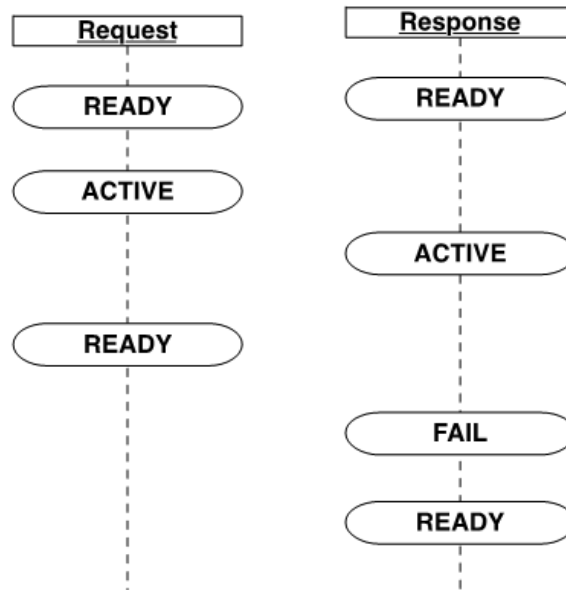 Request
READY
ACTIVE
READY
Response
READY
ACTIVE
FAIL
READY